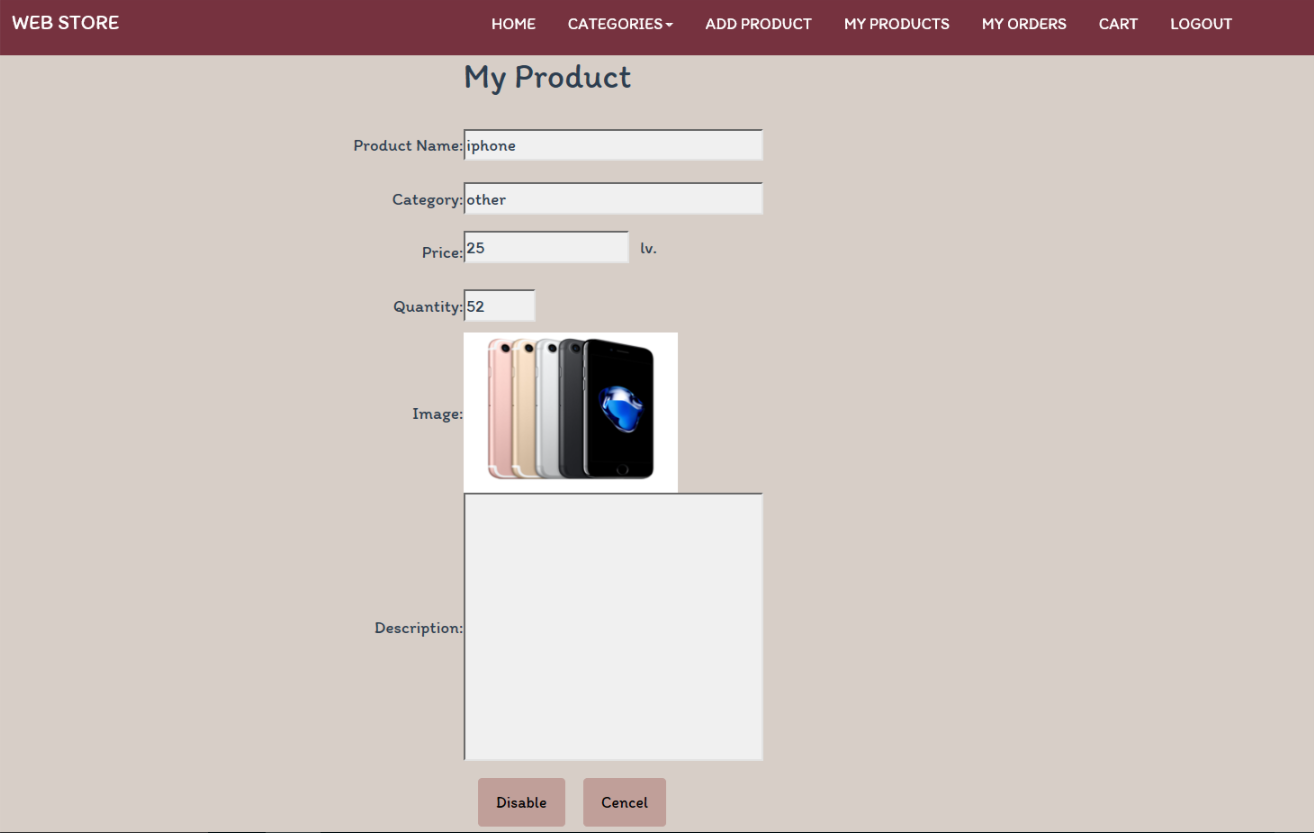 WEB STORE HOME CATEGORIES ADD PRODUCT MY PRODUCTS MY ORDERS CART LOGOUT
My Product
Product Name: iphone
Category: other
Price: 25 lv.
Quantity: 52
Image:
Description:
Disable Cencel